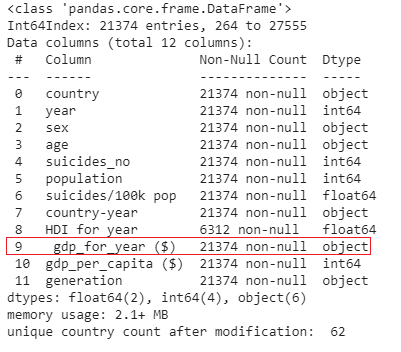 <class 'pandas.core.frame.DataFrame'>
Int64Index: 21374 entries, 264 to 27555
Data columns (total 12 columns):
 #   Column              Non-Null Count  Dtype
---  ------              --------------  -----
 0   country             21374 non-null  object
 1   year                21374 non-null  int64
 2   sex                 21374 non-null  object
 3   age                 21374 non-null  object
 4   suicides_no         21374 non-null  int64
 5   population          21374 non-null  int64
 6   suicides/100k pop   21374 non-null  float64
 7   country-year        21374 non-null  object
 8   HDI for year        6312 non-null   float64
 9    gdp_for_year ($)   21374 non-null  object
 10  gdp_per_capita ($)  21374 non-null  int64
 11  generation          21374 non-null  object
dtypes: float64(2), int64(4), object(6)
memory usage: 2.1+ MB
unique country count after modification:  62